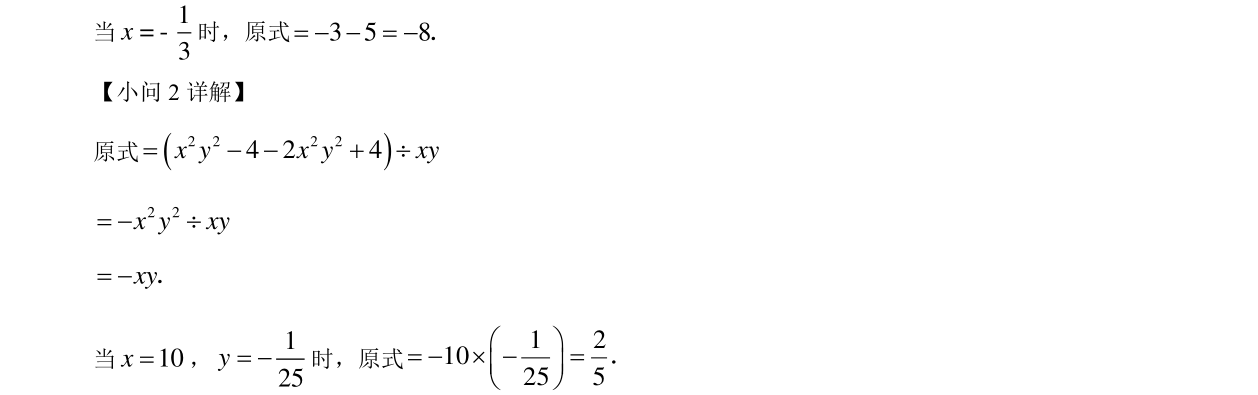 当 x = - 1/3 时，原式 = −3 − 5 = −8.
【小问 2 详解】
原式 = (x²y² − 4 − 2x²y² + 4) ÷ xy
= −x²y² ÷ xy
= −xy.
当 x = 10， y = −1/25 时，原式 = −10 × (−1/25) = 2/5.